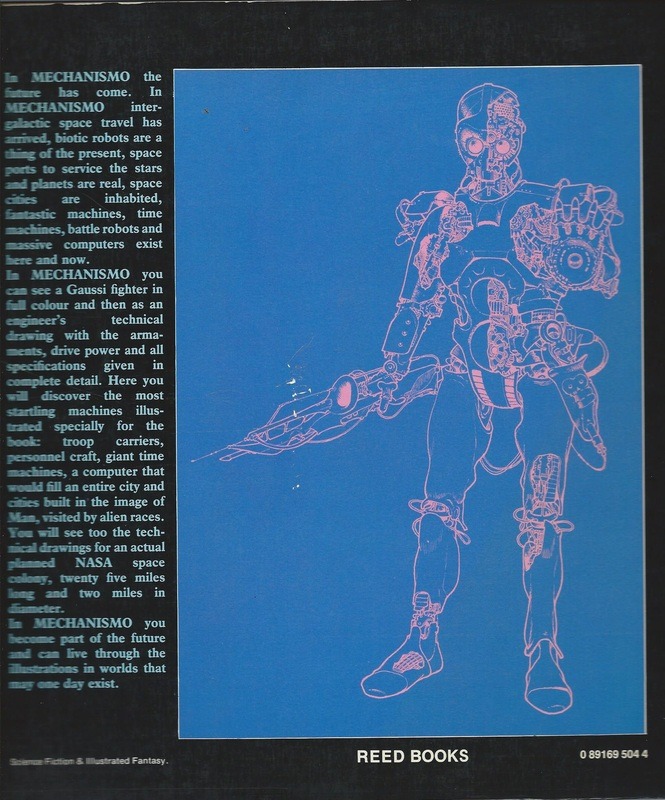 In MECHANISMO the
future has come. In
MECHANISMO inter-
galactic space travel has
arrived, biotic robots are a
thing of the present, space
ports to service the stars
and planets are real, space
cities are inhabited,
fantastic machines, time
machines, battle robots and
massive computers exist
here and now.
In MECHANISMO you
can see a Gaussi fighter in
full colour and then as an
engineer's technical
drawing with the arma-
ments, drive power and all
specifications given in
complete detail. Here you
will discover the most
startling machines illus-
trated specially for the
book: troop carriers,
personnel craft, giant time
machines, a computer that
would fill an entire city and
cities built in the image of
Man, visited by alien races.
You will see too the tech-
nical drawings for an actual
planned NASA space
colony, twenty five miles
long and two miles in
diameter.
In MECHANISMO you
become part of the future
and can live through the
illustrations in worlds that
may one day exist.
Science Fiction & Illustrated Fantasy.
REED BOOKS
0 89169 504 4